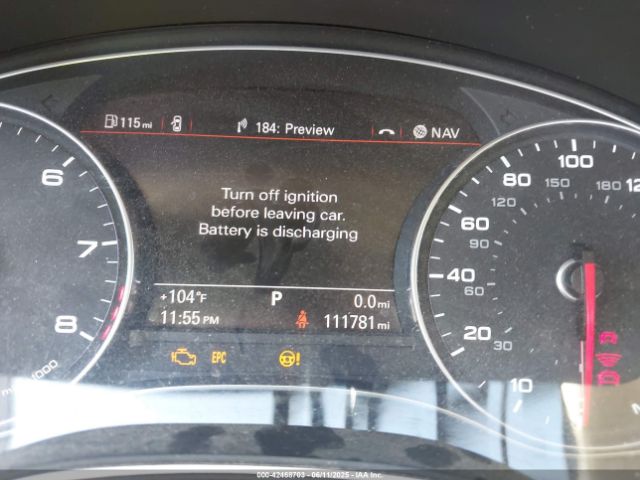 115 mi
184: Preview
NAV
Turn off ignition
before leaving car.
Battery is discharging
+104°F
P
0.0 mi
11:55 PM
111781 mi
EPC
6
7
8
1000
10
20
40
60
80
100
30
60
90
120
150
180
000-42468703 - 06/11/2025 - IAA Inc.